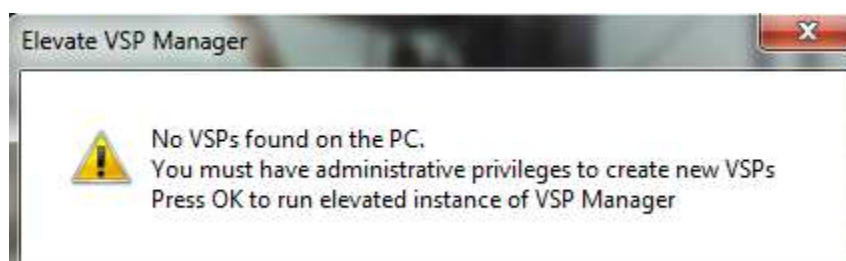 Elevate VSP Manager
No VSPs found on the PC.
You must have administrative privileges to create new VSPs
Press OK to run elevated instance of VSP Manager